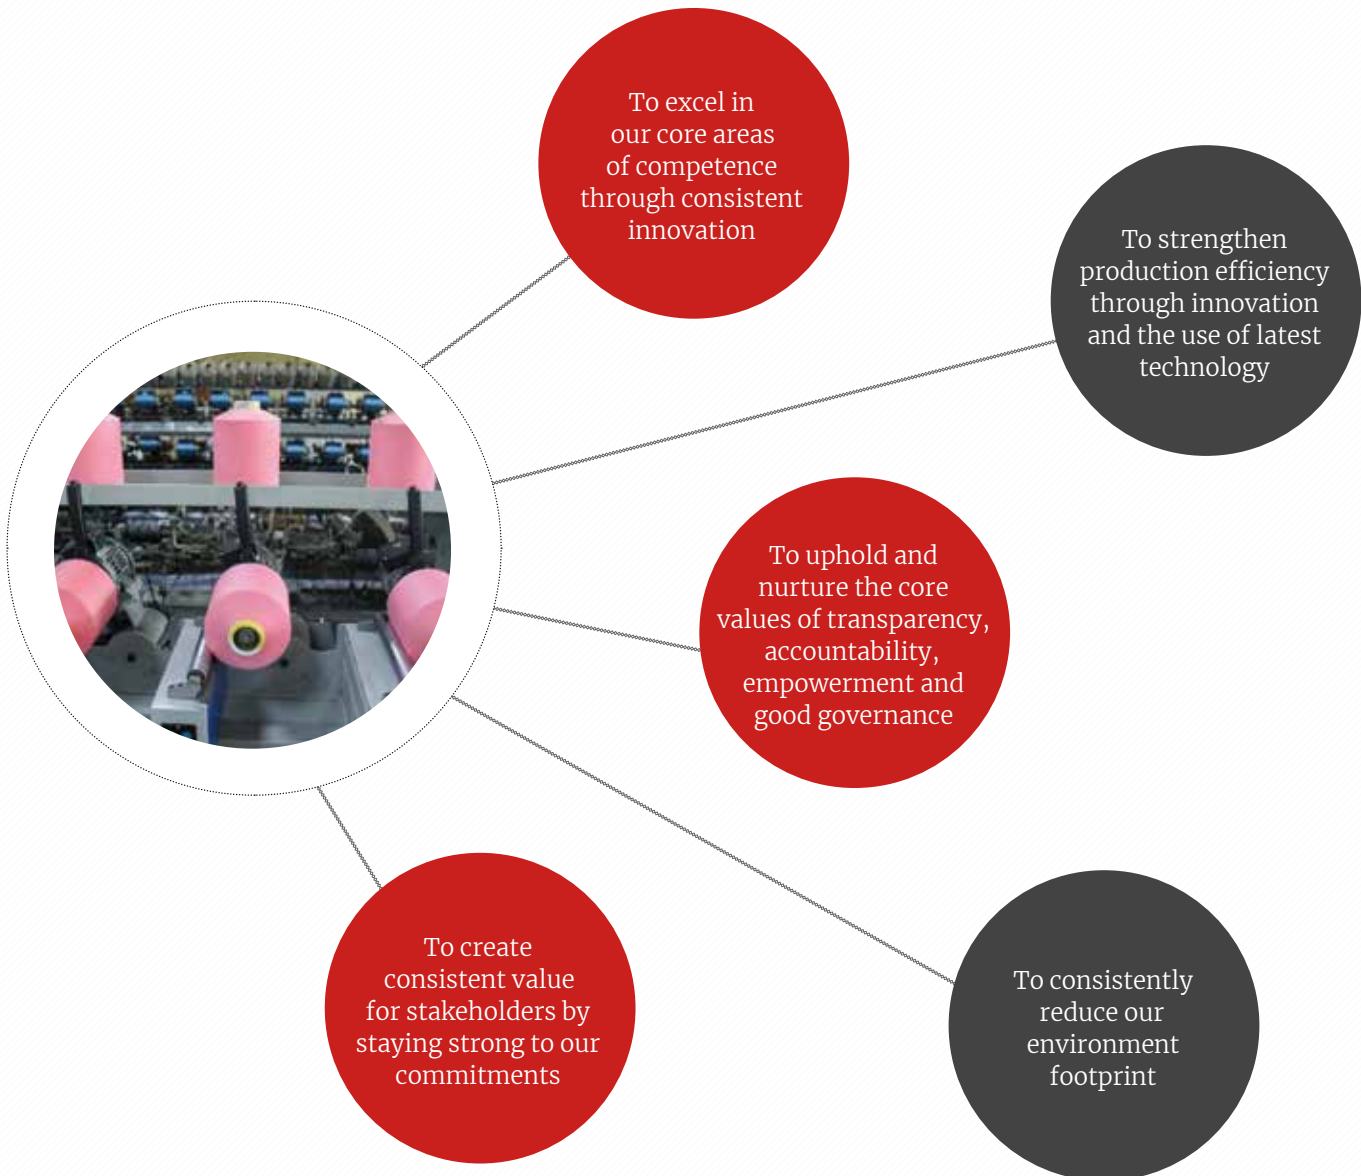 To excel in
our core areas
of competence
through consistent
innovation
To strengthen
production efficiency
through innovation
and the use of latest
technology
To uphold and
nurture the core
values of transparency,
accountability,
empowerment and
good governance
To create
consistent value
for stakeholders by
staying strong to our
commitments
To consistently
reduce our
environment
footprint